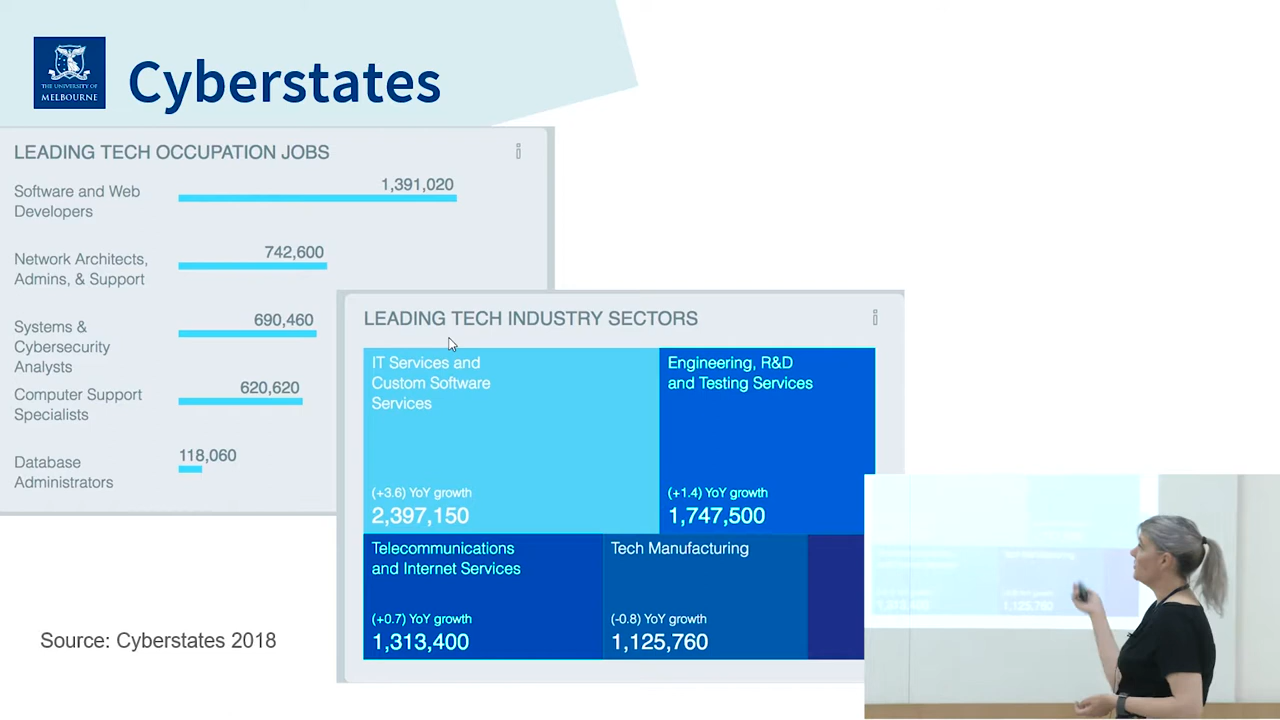 THE UNIVERSITY OF
MELBOURNE
Cyberstates
LEADING TECH OCCUPATION JOBS
Software and Web
Developers
1,391,020
Network Architects,
Admins, & Support
742,600
Systems &
Cybersecurity
Analysts
690,460
Computer Support
Specialists
620,620
Database
Administrators
118,060
LEADING TECH INDUSTRY SECTORS
IT Services and
Custom Software
Services
(+3.6) YoY growth
2,397,150
Engineering, R&D
and Testing Services
(+1.4) YoY growth
1,747,500
Telecommunications
and Internet Services
(+0.7) YoY growth
1,313,400
Tech Manufacturing
(-0.8) YoY growth
1,125,760
Source: Cyberstates 2018
1,125,760